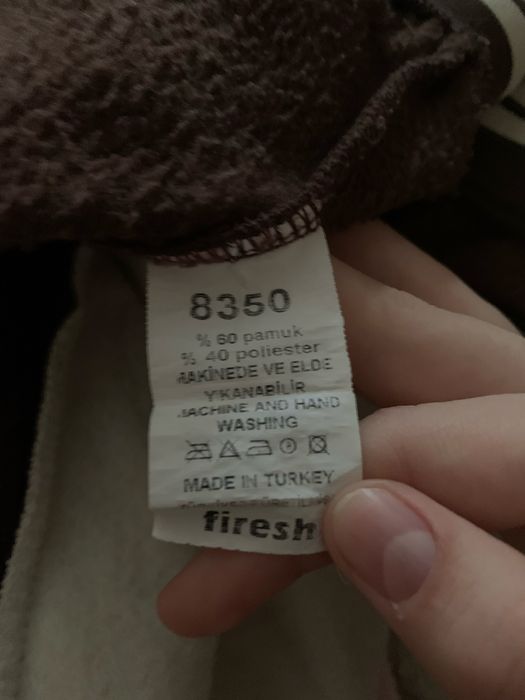 8350
% 60 pamuk
% 40 poliester
MAKİNEDE VE ELDE
YIKANABİLİR
MACHINE AND HAND
WASHING
MADE IN TURKEY
firesh